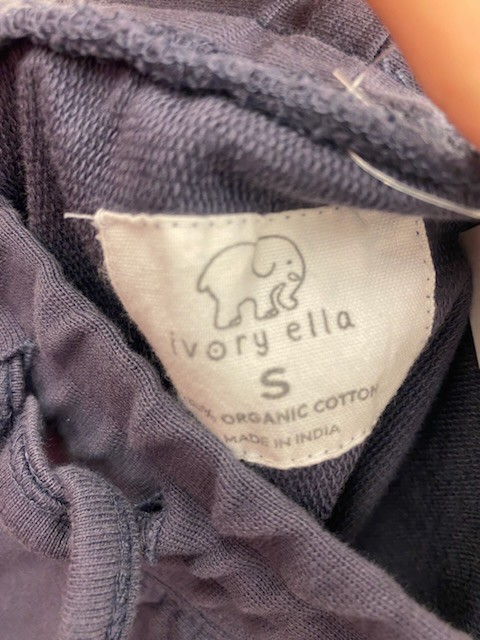 ivory ella
S
% ORGANIC COTTON
MADE IN INDIA